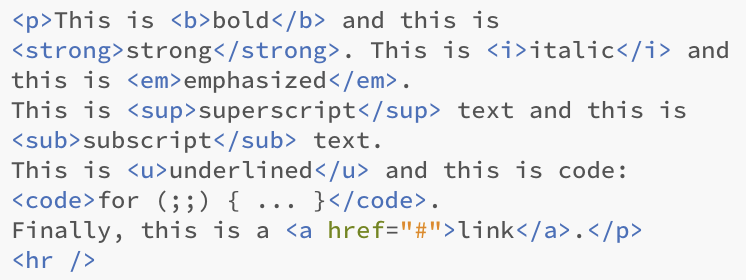 <p>This is <b>bold</b> and this is
<strong>strong</strong>. This is <i>italic</i> and
this is <em>emphasized</em>.
This is <sup>superscript</sup> text and this is
<sub>subscript</sub> text.
This is <u>underlined</u> and this is code:
<code>for (;;) { ... }</code>.
Finally, this is a <a href="#">link</a>.</p>
<hr />